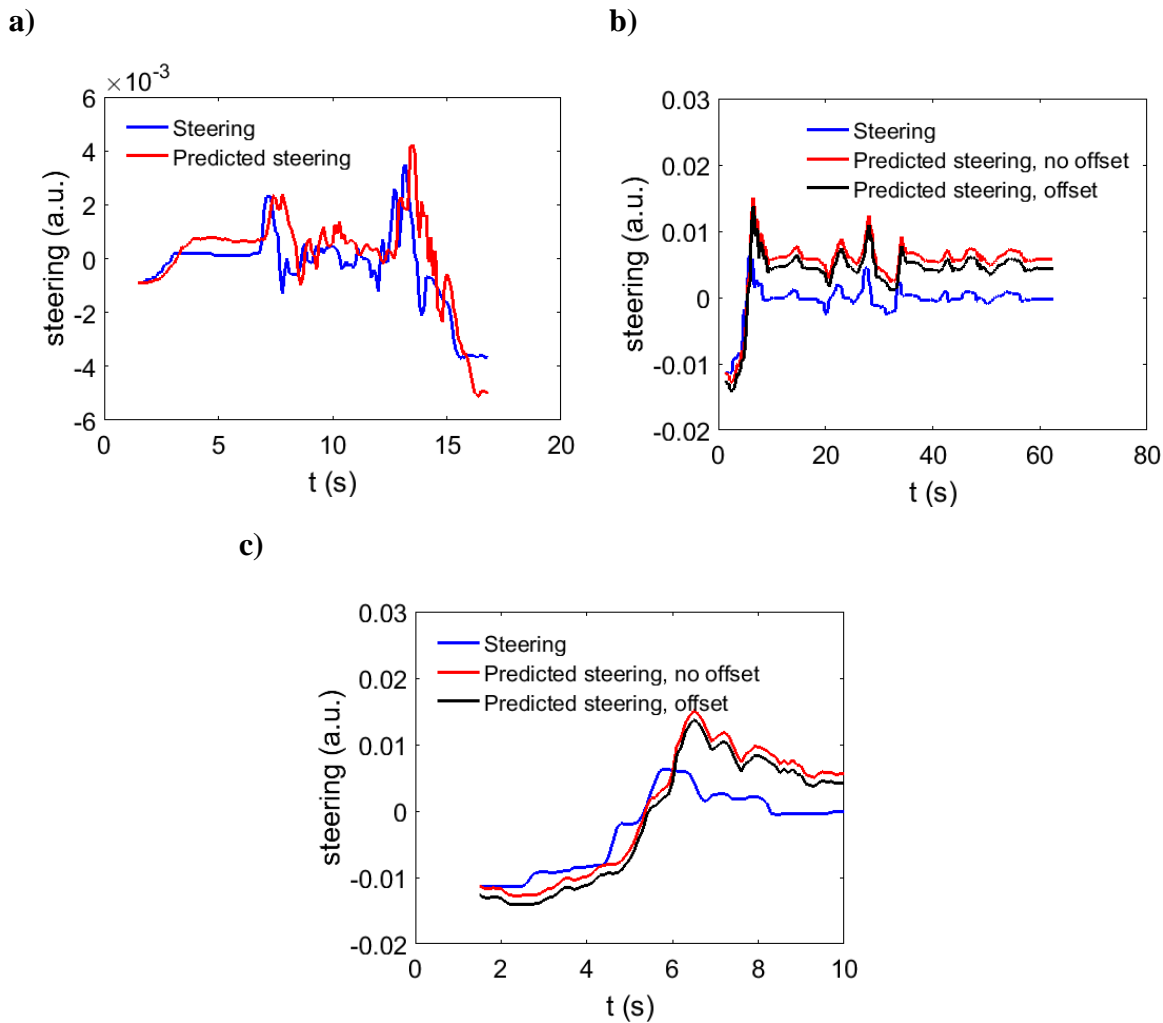 a)
×10⁻³
6
4
2
0
-2
-4
-6
0 5 10 15 20
steering (a.u.)
t (s)
Steering
Predicted steering
b)
0.03
0.02
0.01
0
-0.01
-0.02
0 20 40 60 80
steering (a.u.)
t (s)
Steering
Predicted steering, no offset
Predicted steering, offset
c)
0.03
0.02
0.01
0
-0.01
-0.02
0 2 4 6 8 10
steering (a.u.)
t (s)
Steering
Predicted steering, no offset
Predicted steering, offset